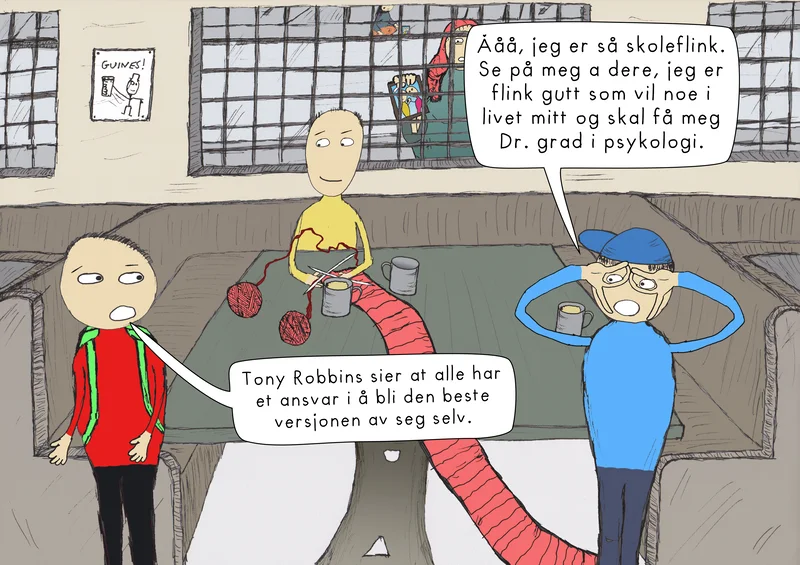 GUINES!
Ååå, jeg er så skoleflink.
Se på meg a dere, jeg er
flink gutt som vil noe i
livet mitt og skal få meg
Dr. grad i psykologi.
Tony Robbins sier at alle har
et ansvar i å bli den beste
versjonen av seg selv.